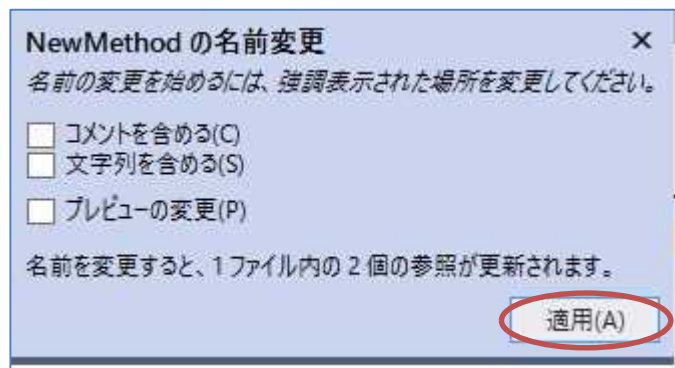 NewMethod の名前変更
名前の変更を始めるには、強調表示された場所を変更してください。
コメントを含める(C)
文字列を含める(S)
プレビューの変更(P)
名前を変更すると、1 ファイル内の 2 個の参照が更新されます。
適用(A)